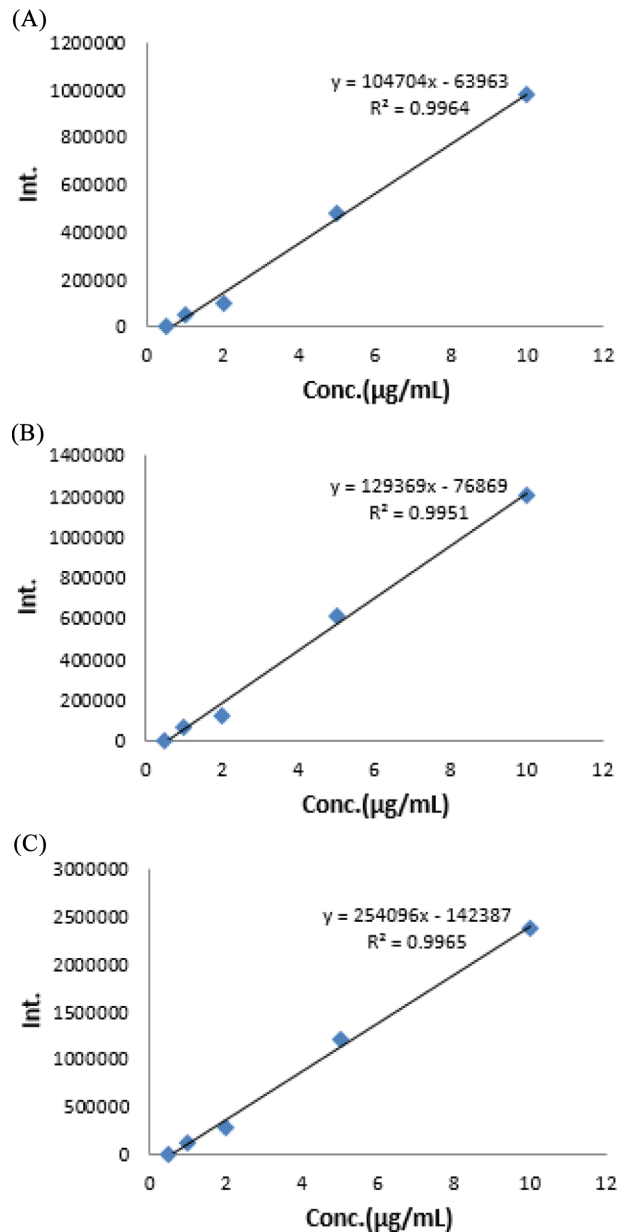 (A)
1200000
1000000
800000
600000
400000
200000
0
y = 104704x - 63963
R² = 0.9964
Int.
0 2 4 6 8 10 12
Conc.(µg/mL)
(B)
1400000
1200000
1000000
800000
600000
400000
200000
0
y = 129369x - 76869
R² = 0.9951
Int.
0 2 4 6 8 10 12
Conc.(µg/mL)
(C)
3000000
2500000
2000000
1500000
1000000
500000
0
y = 254096x - 142387
R² = 0.9965
Int.
0 2 4 6 8 10 12
Conc.(µg/mL)